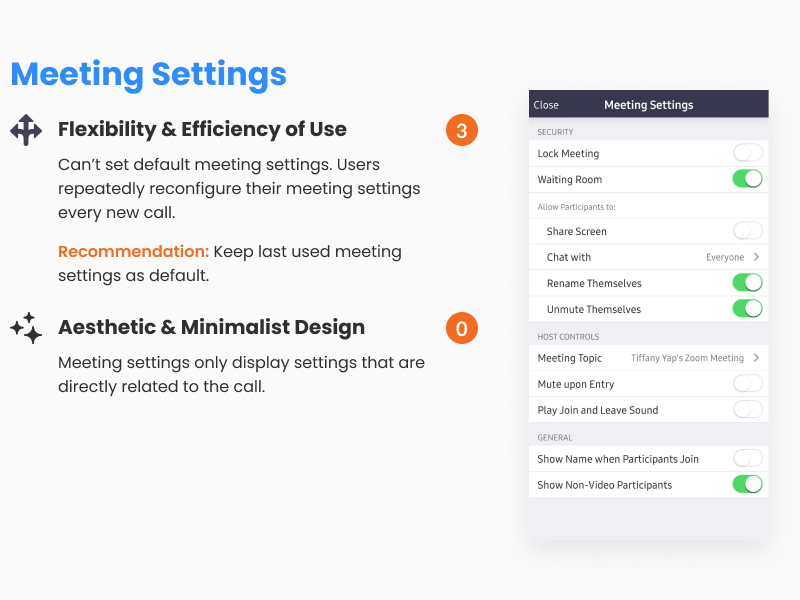 Meeting Settings
Flexibility & Efficiency of Use
3
Can’t set default meeting settings. Users
repeatedly reconfigure their meeting settings
every new call.
Recommendation: Keep last used meeting
settings as default.
Aesthetic & Minimalist Design
0
Meeting settings only display settings that are
directly related to the call.
Close Meeting Settings
SECURITY
Lock Meeting
Waiting Room
Allow Participants to:
Share Screen
Chat with Everyone
Rename Themselves
Unmute Themselves
HOST CONTROLS
Meeting Topic Tiffany Yap's Zoom Meeting
Mute upon Entry
Play Join and Leave Sound
GENERAL
Show Name when Participants Join
Show Non-Video Participants